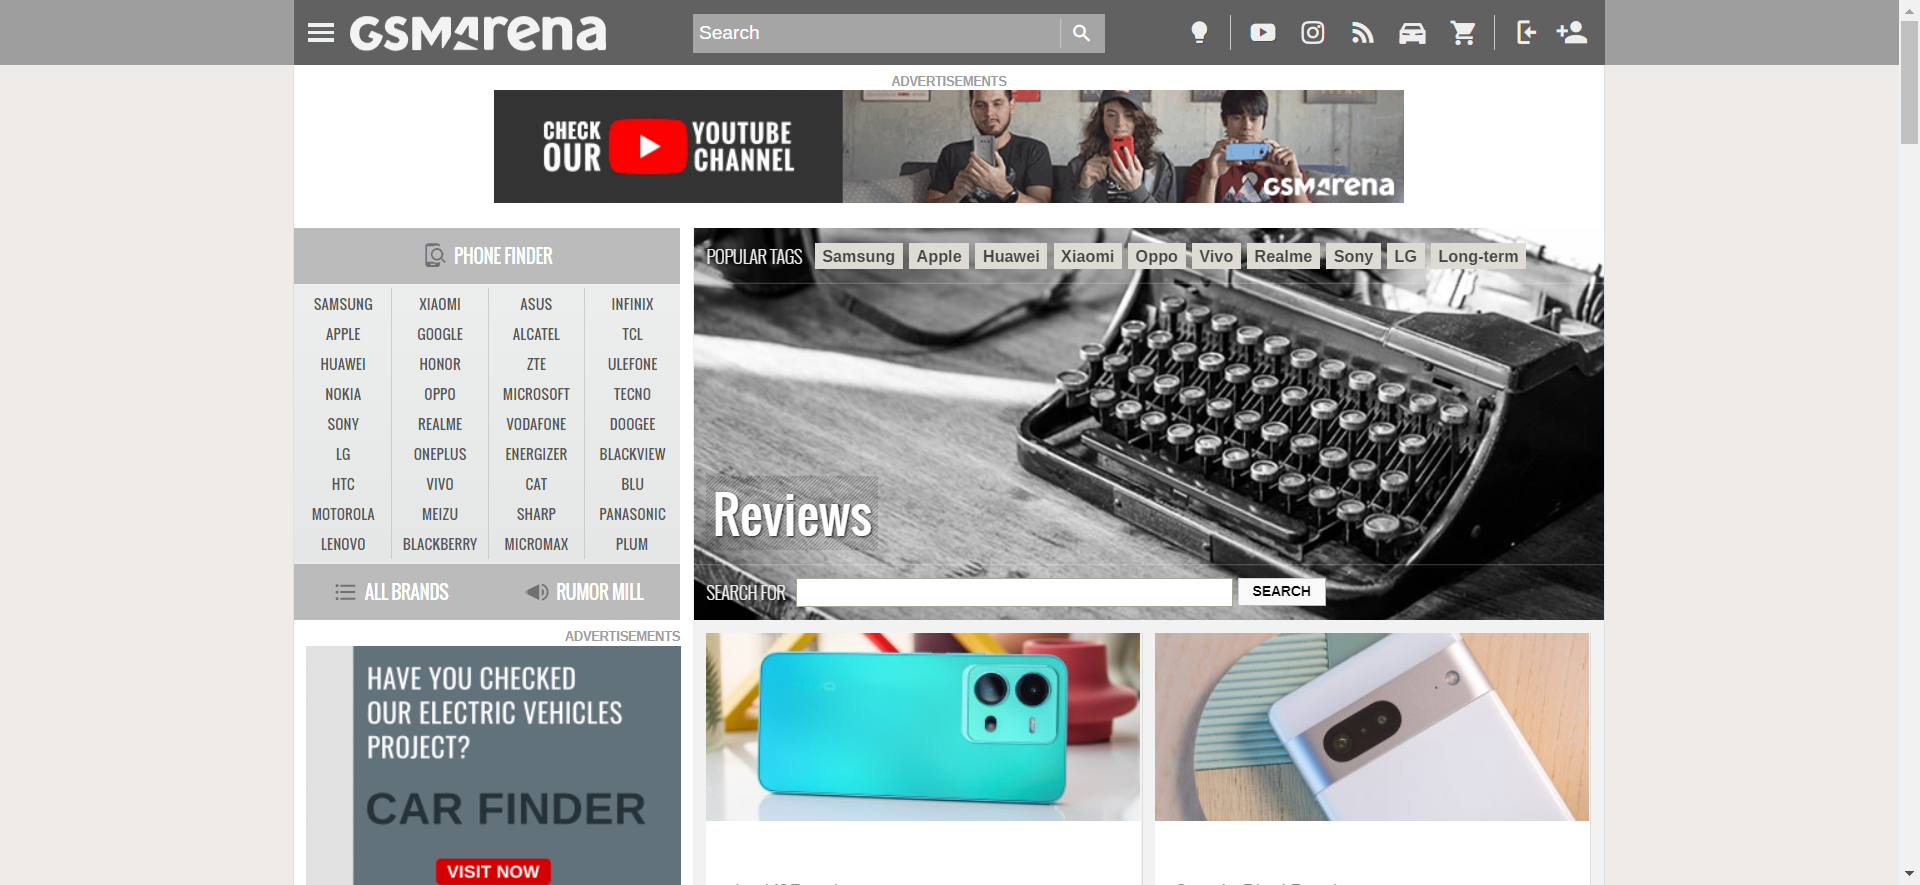 GSMArena
Search
ADVERTISEMENTS
CHECK OUR YOUTUBE CHANNEL
GSMArena
PHONE FINDER
SAMSUNG XIAOMI ASUS INFINIX
APPLE GOOGLE ALCATEL TCL
HUAWEI HONOR ZTE ULEFONE
NOKIA OPPO MICROSOFT TECNO
SONY REALME VODAFONE DOOGEE
LG ONEPLUS ENERGIZER BLACKVIEW
HTC VIVO CAT BLU
MOTOROLA MEIZU SHARP PANASONIC
LENOVO BLACKBERRY MICROMAX PLUM
ALL BRANDS RUMOR MILL
POPULAR TAGS Samsung Apple Huawei Xiaomi Oppo Vivo Realme Sony LG Long-term
Reviews
SEARCH FOR SEARCH
ADVERTISEMENTS
HAVE YOU CHECKED
OUR ELECTRIC VEHICLES
PROJECT?
CAR FINDER
VISIT NOW